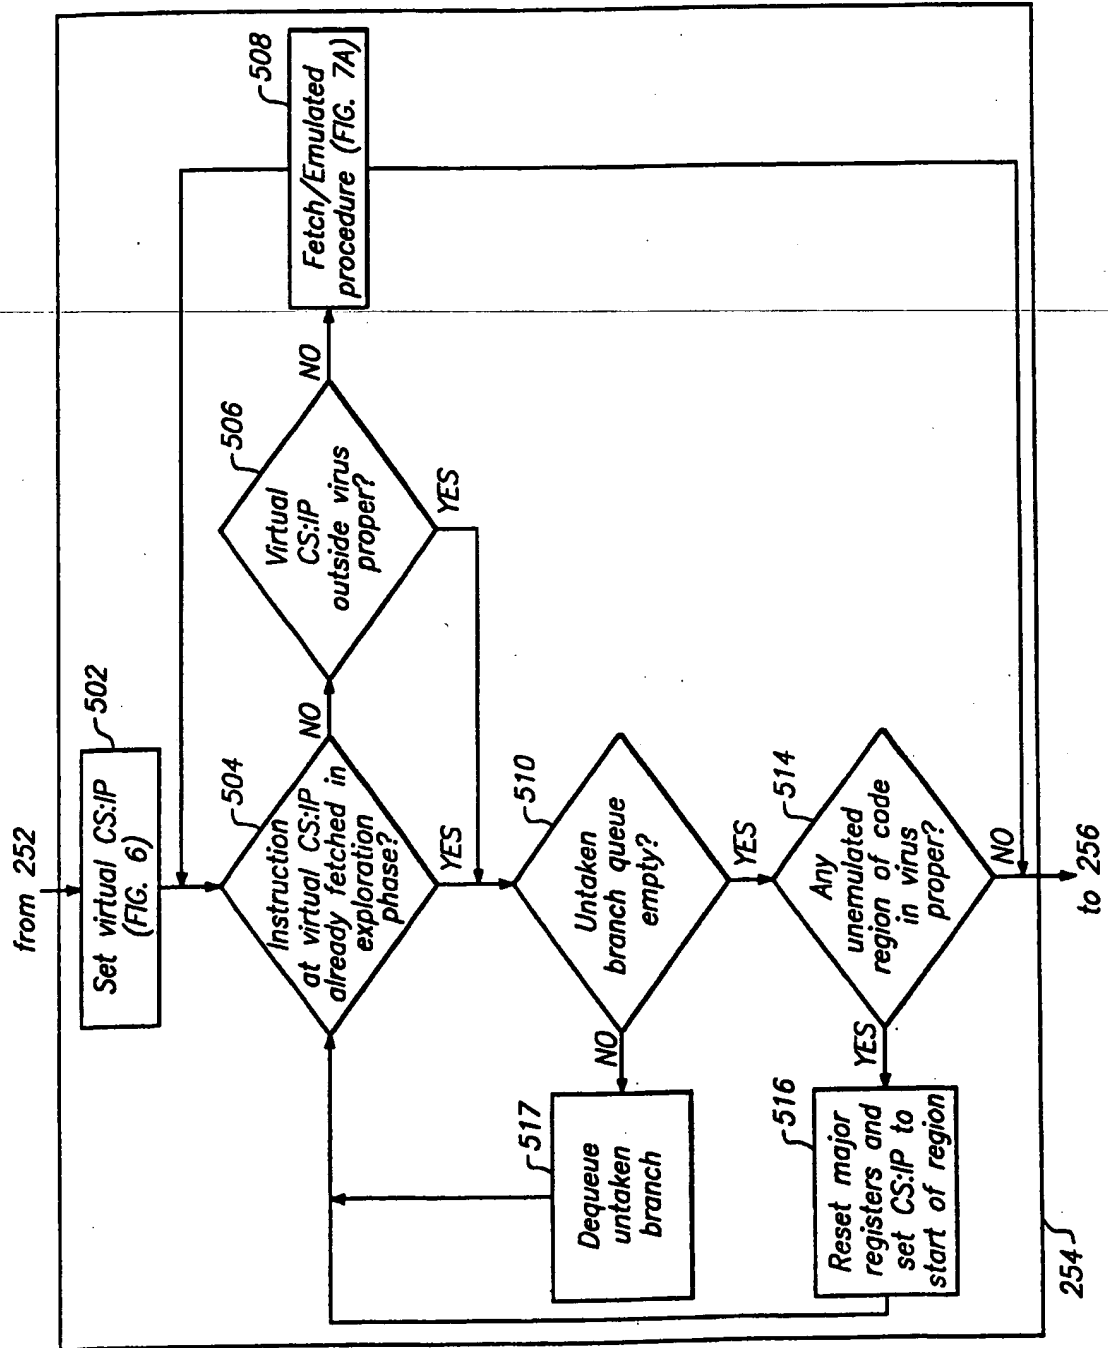 from 252
502
Set virtual CS:IP
(FIG. 6)
504
Instruction
at virtual CS:IP
already fetched in
exploration
phase?
NO
YES
506
Virtual
CS:IP
outside virus
proper?
NO
YES
508
Fetch/Emulated
procedure (FIG. 7A)
510
Untaken
branch queue
empty?
NO
YES
517
Dequeue
untaken
branch
514
Any
unemulated
region of code
in virus
proper?
YES
NO
516
Reset major
registers and
set CS:IP to
start of region
to 256
254